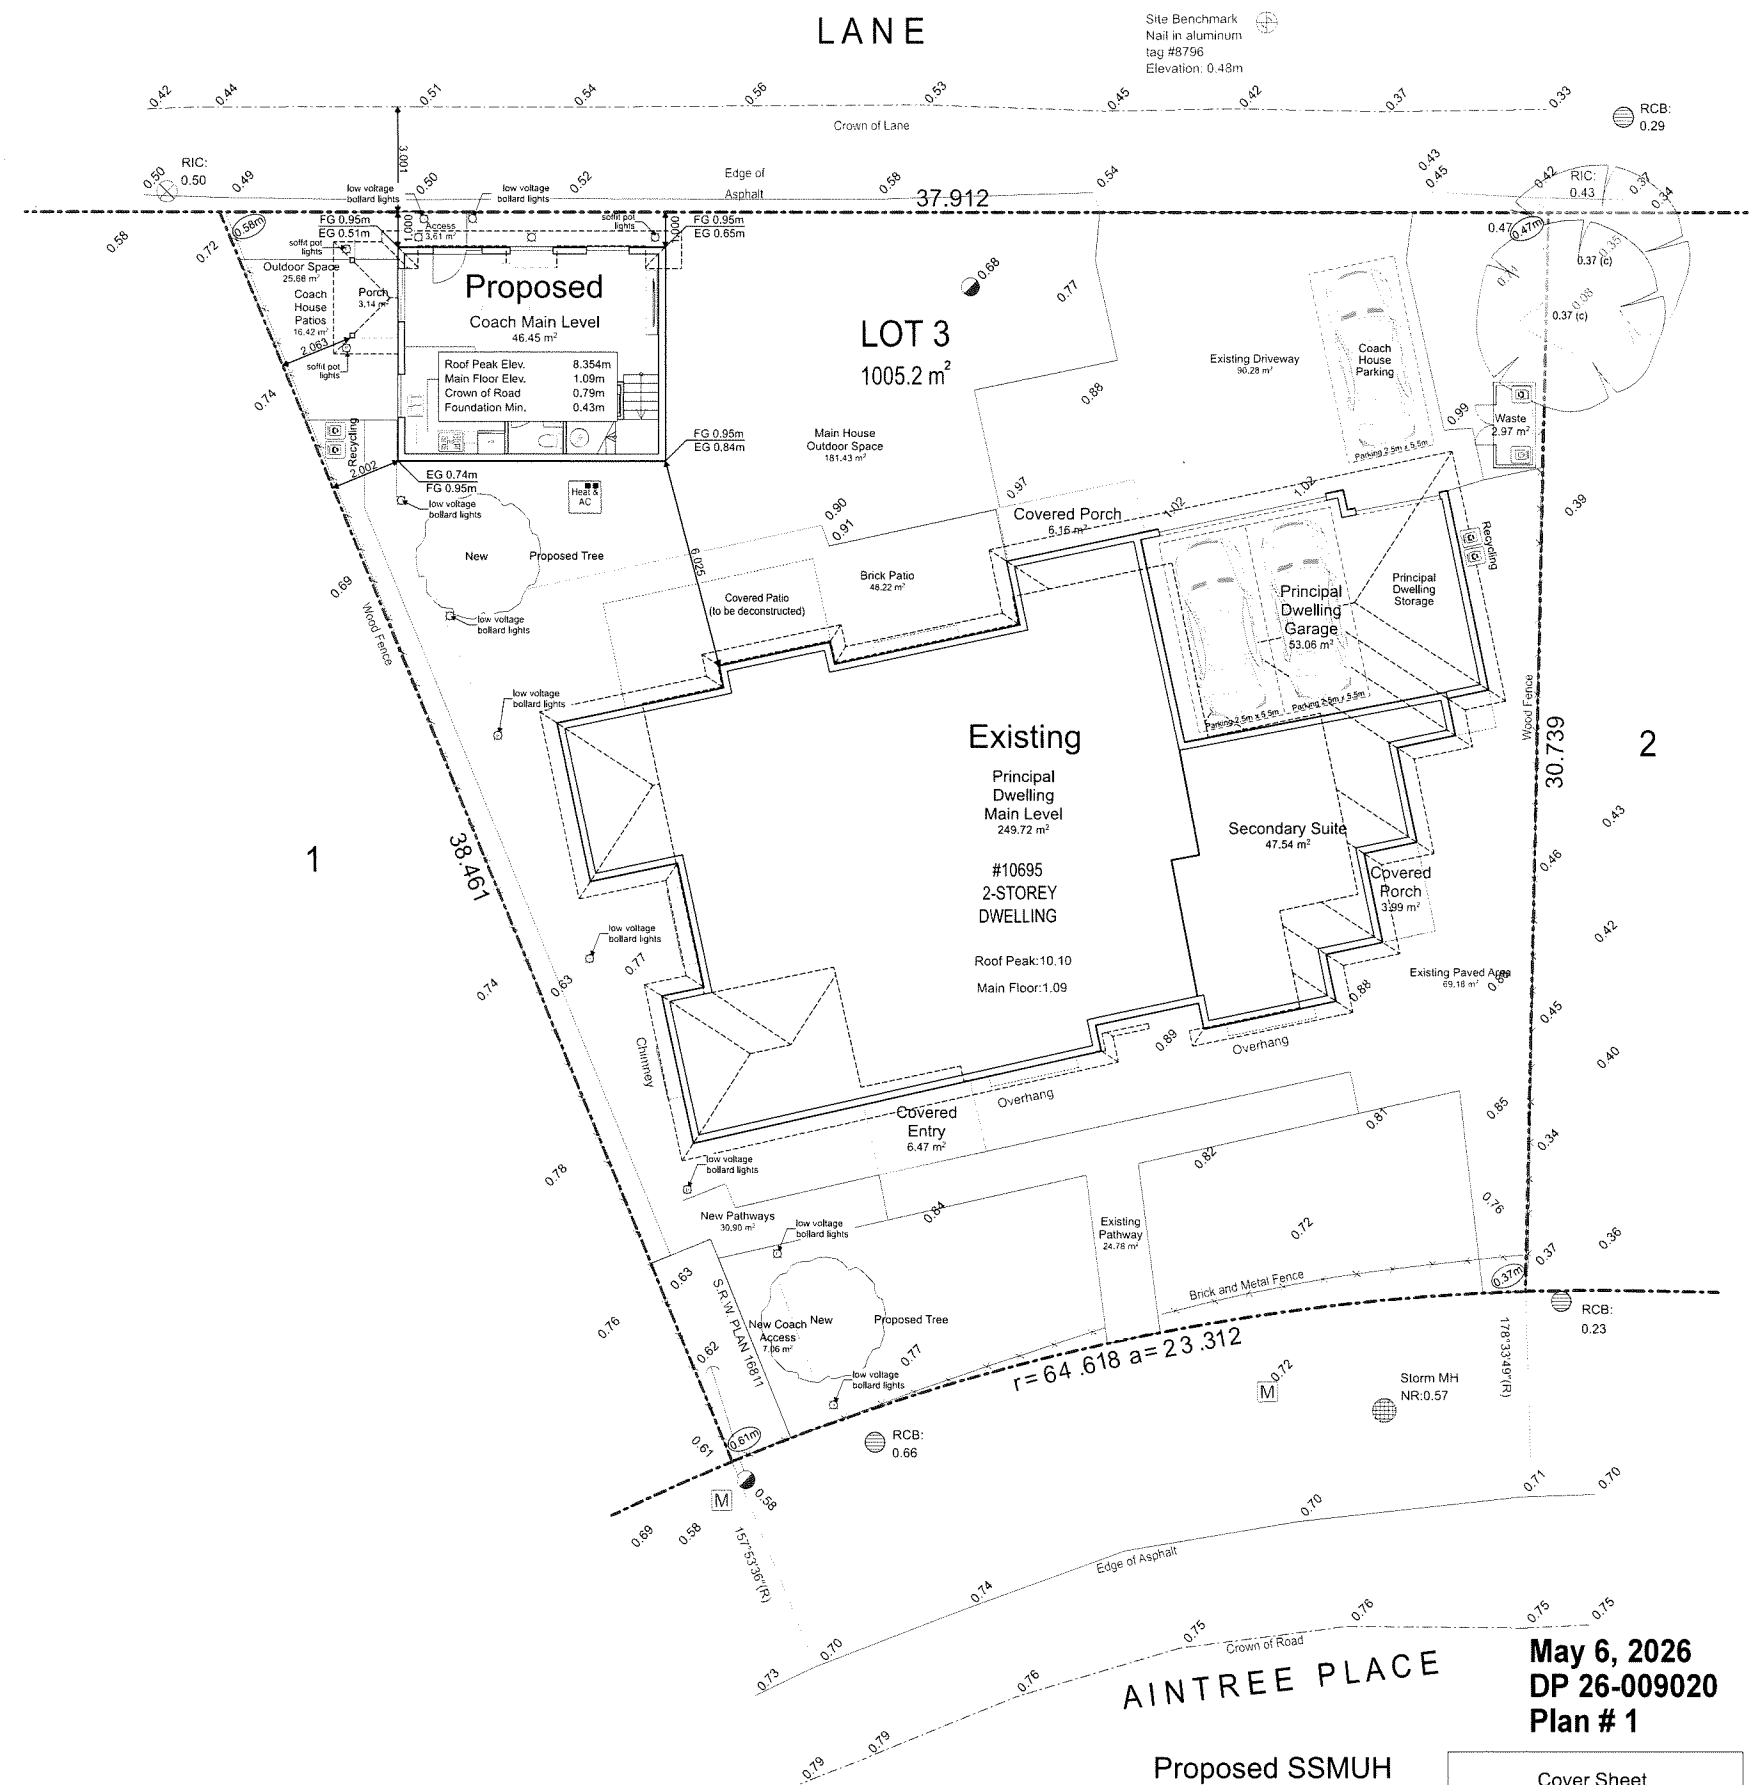 LANE
Site Benchmark
Nail in aluminum
tag #8796
Elevation: 0.48m
0.42
0.44
0.51
0.54
0.56
0.53
0.45
0.42
0.37
0.33
RCB:
0.29
Crown of Lane
3.001
RIC:
0.50
0.50
0.49
low voltage
bollard lights
0.50
low voltage
bollard lights
0.52
Edge of
Asphalt
0.58
37.912
0.54
0.43
0.45
0.42
RIC:
0.43
0.37
0.34
0.58
0.72
0.58m
FG 0.95m
EG 0.51m
1.000
Access
3.61 m²
soffit pot
lights
1.000
FG 0.95m
EG 0.65m
0.47
0.47m
0.35
0.37 (c)
0.37 (c)
soffit pot
lights
Outdoor Space
25.68 m²
Coach
House
Patios
16.42 m²
Porch
3.14 m²
2.063
soffit pot
lights
Proposed
Coach Main Level
46.45 m²
Roof Peak Elev. 8.354m
Main Floor Elev. 1.09m
Crown of Road 0.79m
Foundation Min. 0.43m
0.68
0.77
LOT 3
1005.2 m²
0.88
Existing Driveway
90.28 m²
Coach
House
Parking
Parking 2.5m x 5.5m
0.99
Waste
2.97 m²
0.74
Recycling
2.002
EG 0.74m
FG 0.95m
FG 0.95m
EG 0.84m
Main House
Outdoor Space
181.43 m²
low voltage
bollard lights
Heat &
AC
0.90
0.91
0.97
Covered Porch
6.16 m²
1.02
1.02
0.39
Recycling
New
Proposed Tree
6.025
0.69
Wood Fence
low voltage
bollard lights
Covered Patio
(to be deconstructed)
Brick Patio
48.22 m²
Principal
Dwelling
Garage
53.06 m²
Principal
Dwelling
Storage
Parking 2.5m x 5.5m
Parking 2.5m x 5.5m
low voltage
bollard lights
Wood Fence
30.739
2
Existing
Principal
Dwelling
Main Level
249.72 m²
#10695
2-STOREY
DWELLING
Roof Peak:10.10
Main Floor:1.09
Secondary Suite
47.54 m²
Covered
Porch
3.99 m²
0.43
0.46
0.42
1
38.461
low voltage
bollard lights
0.77
0.74
0.63
Existing Paved Area
69.18 m²
0.88
0.45
0.40
Chimney
0.89
Overhang
Overhang
Covered
Entry
6.47 m²
0.81
0.85
0.34
0.82
0.78
low voltage
bollard lights
New Pathways
30.90 m²
low voltage
bollard lights
0.84
Existing
Pathway
24.78 m²
0.72
0.76
0.36
0.37
0.63
S.R.W. PLAN 16811
Brick and Metal Fence
0.37m
RCB:
0.23
0.76
0.62
New Coach
Access
7.06 m²
New
Proposed Tree
0.77
low voltage
bollard lights
r= 64.618 a= 23.312
178°33'49"(R)
M
0.72
Storm MH
NR:0.57
0.61
0.61m
RCB:
0.66
M
0.58
0.69
0.58
157°53'36"(R)
0.71
0.70
0.70
Edge of Asphalt
0.74
0.70
0.73
0.75
0.76
0.75
0.75
Crown of Road
0.76
0.79
0.79
AINTREE PLACE
May 6, 2026
DP 26-009020
Plan # 1
Proposed SSMUH
Cover Sheet